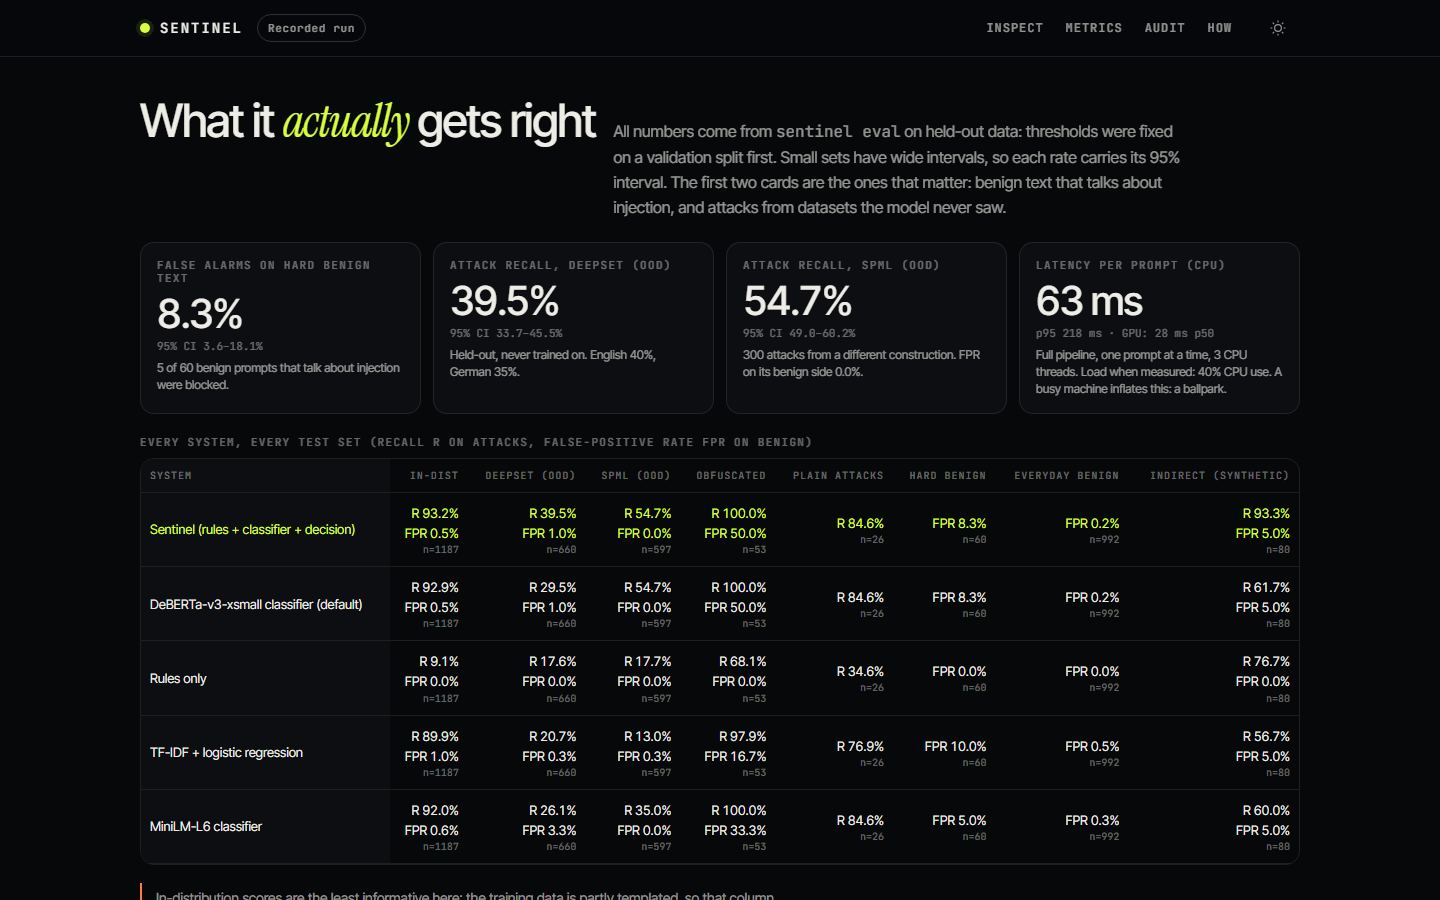 SENTINEL
Recorded run
INSPECT METRICS AUDIT HOW
What it actually gets right
All numbers come from sentinel eval on held-out data: thresholds were fixed
on a validation split first. Small sets have wide intervals, so each rate carries its 95%
interval. The first two cards are the ones that matter: benign text that talks about
injection, and attacks from datasets the model never saw.
FALSE ALARMS ON HARD BENIGN
TEXT
8.3%
95% CI 3.6–18.1%
5 of 60 benign prompts that talk about injection
were blocked.
ATTACK RECALL, DEEPSET (OOD)
39.5%
95% CI 33.7–45.5%
Held-out, never trained on. English 40%,
German 35%.
ATTACK RECALL, SPML (OOD)
54.7%
95% CI 49.0–60.2%
300 attacks from a different construction. FPR
on its benign side 0.0%.
LATENCY PER PROMPT (CPU)
63 ms
p95 218 ms · GPU: 28 ms p50
Full pipeline, one prompt at a time, 3 CPU
threads. Load when measured: 40% CPU use. A
busy machine inflates this: a ballpark.
EVERY SYSTEM, EVERY TEST SET (RECALL R ON ATTACKS, FALSE-POSITIVE RATE FPR ON BENIGN)
SYSTEM IN-DIST DEEPSET (OOD) SPML (OOD) OBFUSCATED PLAIN ATTACKS HARD BENIGN EVERYDAY BENIGN INDIRECT (SYNTHETIC)
Sentinel (rules + classifier + decision)
R 93.2% R 39.5% R 54.7% R 100.0% R 84.6% FPR 8.3% FPR 0.2% R 93.3%
FPR 0.5% FPR 1.0% FPR 0.0% FPR 50.0% FPR 5.0%
n=1187 n=660 n=597 n=53 n=26 n=60 n=992 n=80
DeBERTa-v3-xsmall classifier (default)
R 92.9% R 29.5% R 54.7% R 100.0% R 84.6% FPR 8.3% FPR 0.2% R 61.7%
FPR 0.5% FPR 1.0% FPR 0.0% FPR 50.0% FPR 5.0%
n=1187 n=660 n=597 n=53 n=26 n=60 n=992 n=80
Rules only
R 9.1% R 17.6% R 17.7% R 68.1% R 34.6% FPR 0.0% FPR 0.0% R 76.7%
FPR 0.0% FPR 0.0% FPR 0.0% FPR 0.0% FPR 0.0%
n=1187 n=660 n=597 n=53 n=26 n=60 n=992 n=80
TF-IDF + logistic regression
R 89.9% R 20.7% R 13.0% R 97.9% R 76.9% FPR 10.0% FPR 0.5% R 56.7%
FPR 1.0% FPR 0.3% FPR 0.3% FPR 16.7% FPR 5.0%
n=1187 n=660 n=597 n=53 n=26 n=60 n=992 n=80
MiniLM-L6 classifier
R 92.0% R 26.1% R 35.0% R 100.0% R 84.6% FPR 5.0% FPR 0.3% R 60.0%
FPR 0.6% FPR 3.3% FPR 0.0% FPR 33.3% FPR 5.0%
n=1187 n=660 n=597 n=53 n=26 n=60 n=992 n=80
In-distribution scores are the least informative here: the training data is partly templated, so that column